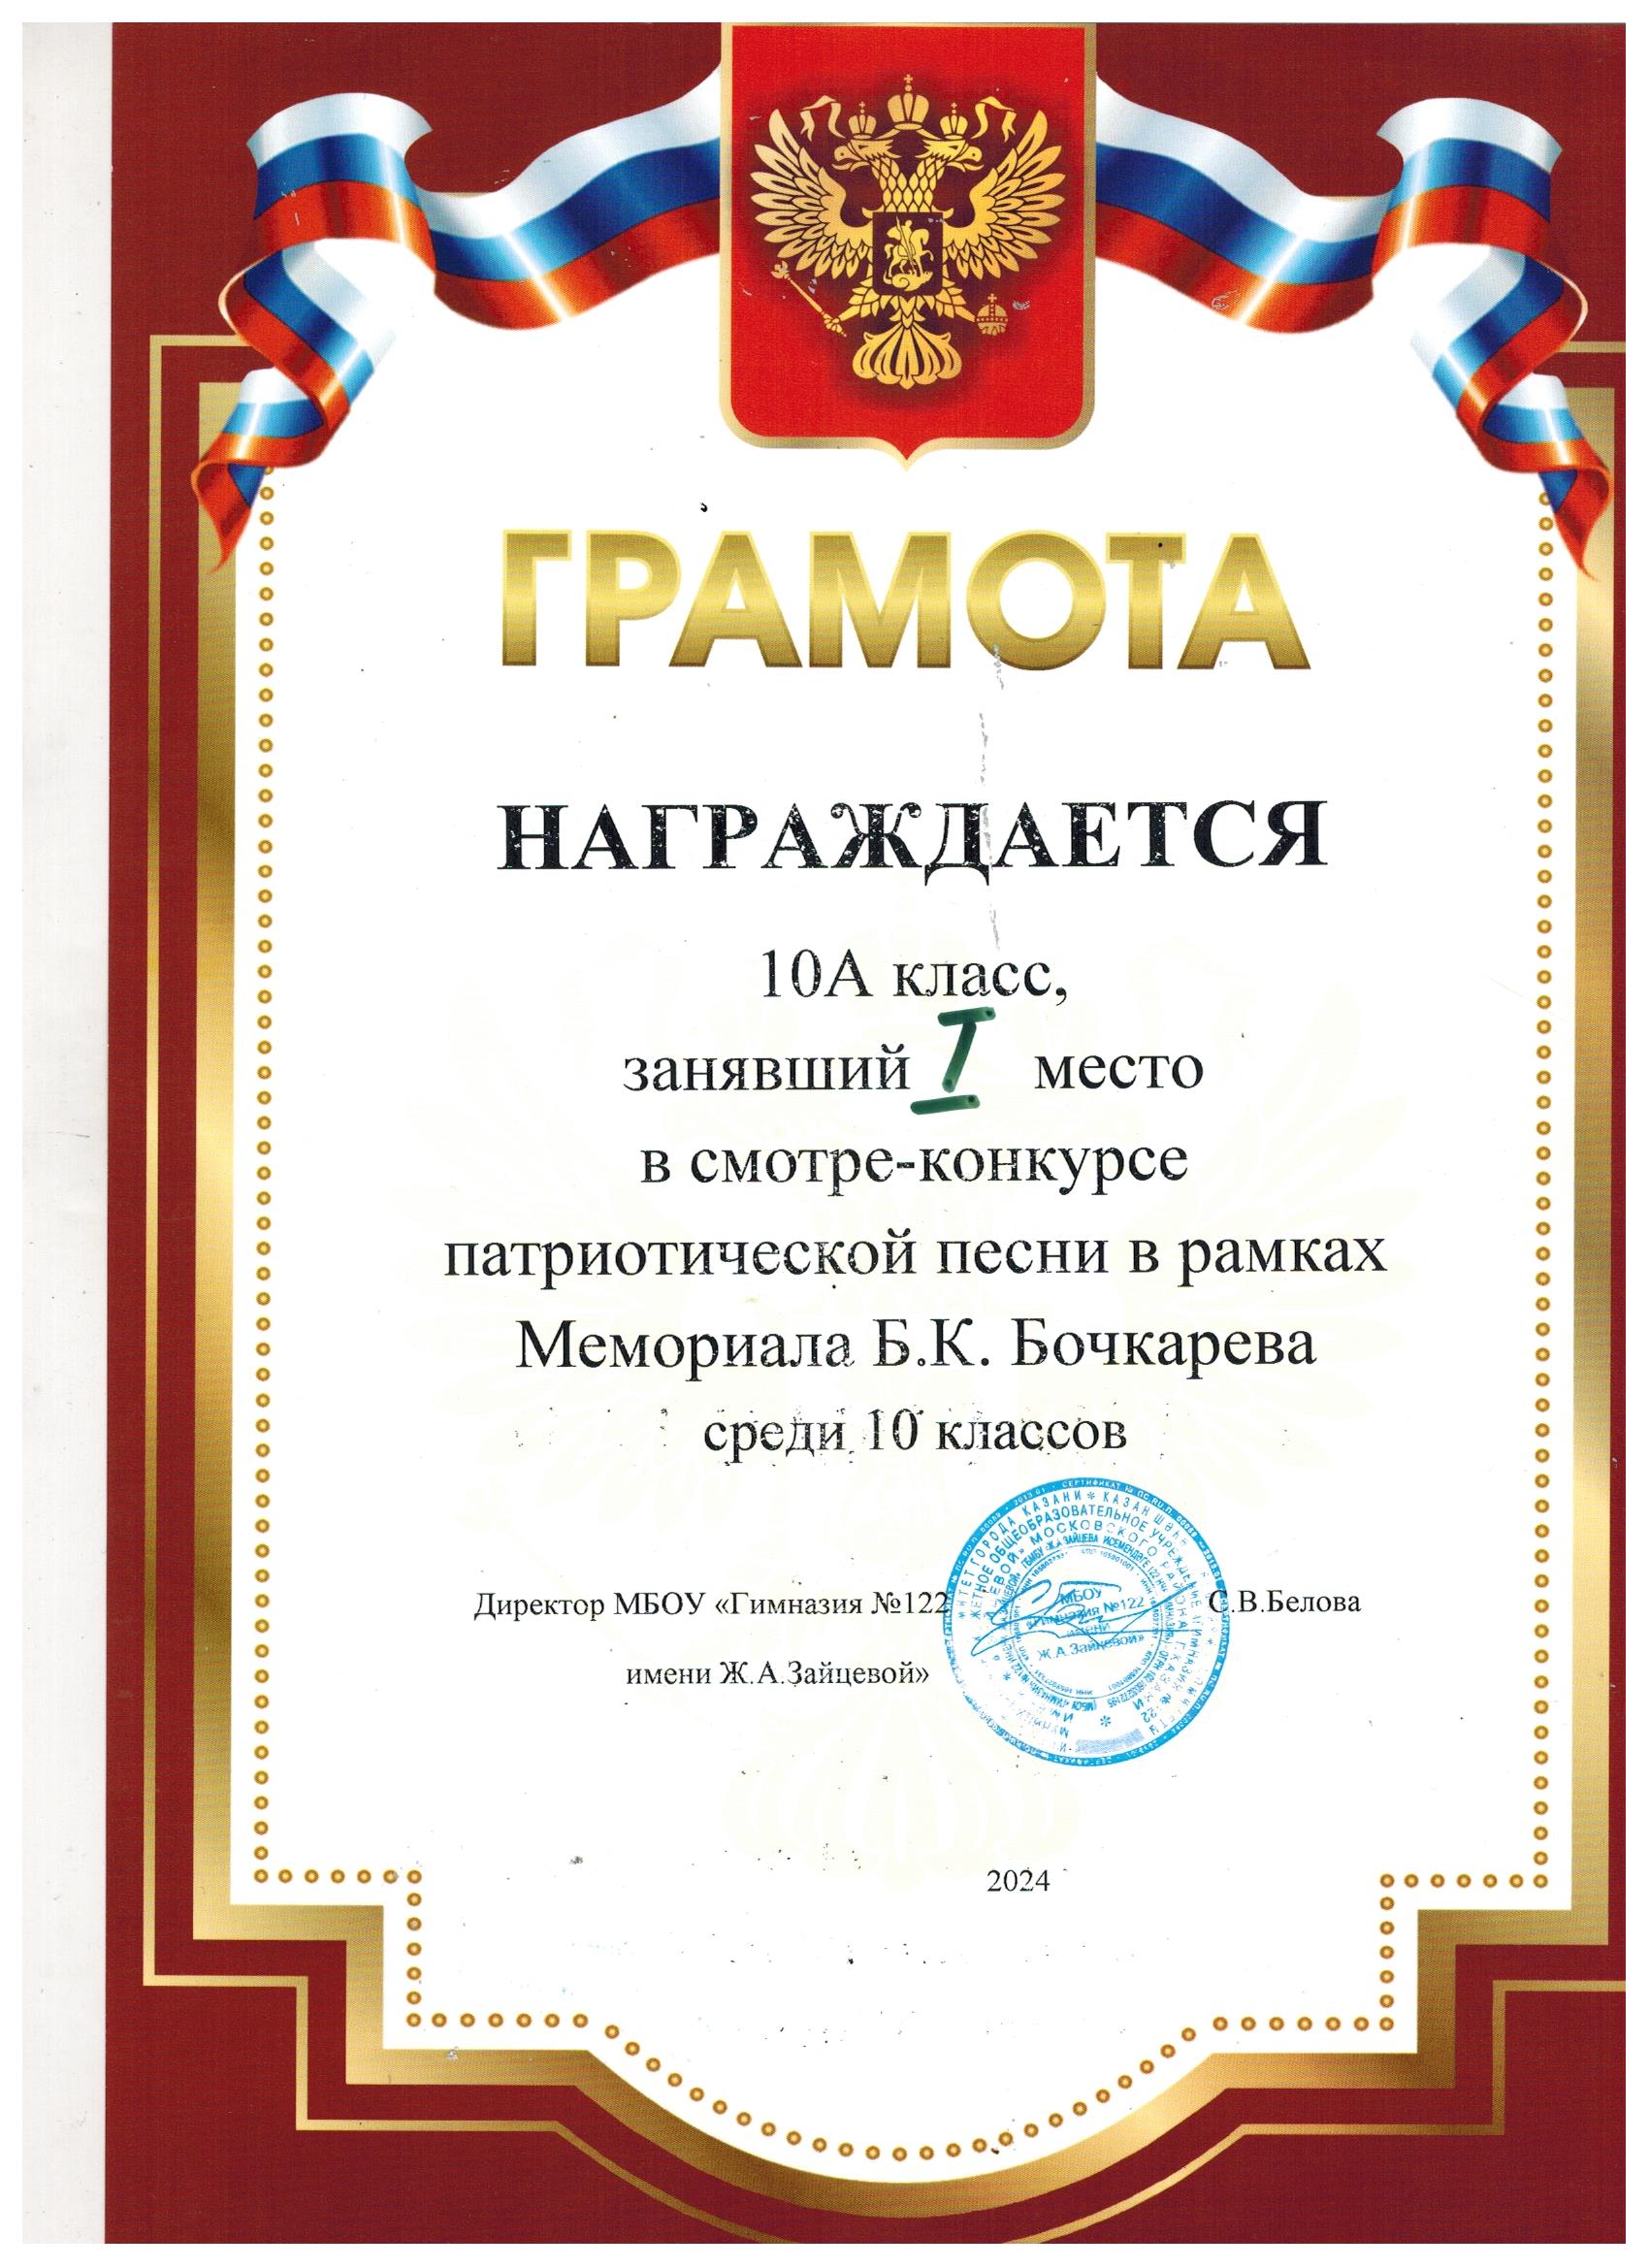 ГРАМОТА
НАГРАЖДАЕТСЯ
10А класс,
занявший I место
в смотре-конкурсе
патриотической песни в рамках
Мемориала Б.К. Бочкарева
среди 10 классов
Директор МБОУ «Гимназия №122 С.В.Белова
имени Ж.А.Зайцевой»
МБОУ
«Гимназия №122
имени
Ж.А.Зайцевой»
2024